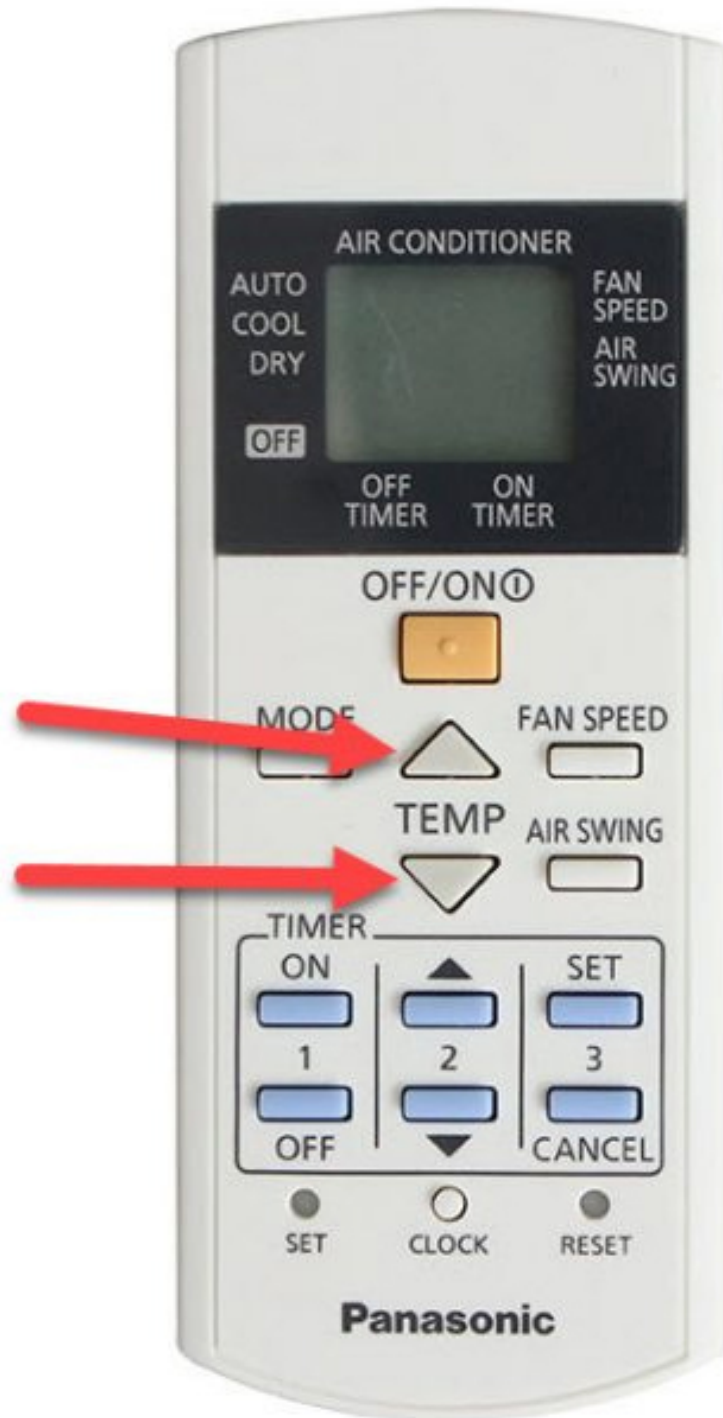 AIR CONDITIONER
AUTO
COOL
DRY
OFF
FAN
SPEED
AIR
SWING
OFF
TIMER
ON
TIMER
OFF/ON
MODE
FAN SPEED
TEMP
AIR SWING
TIMER
ON
SET
1
2
3
OFF
CANCEL
SET
CLOCK
RESET
Panasonic